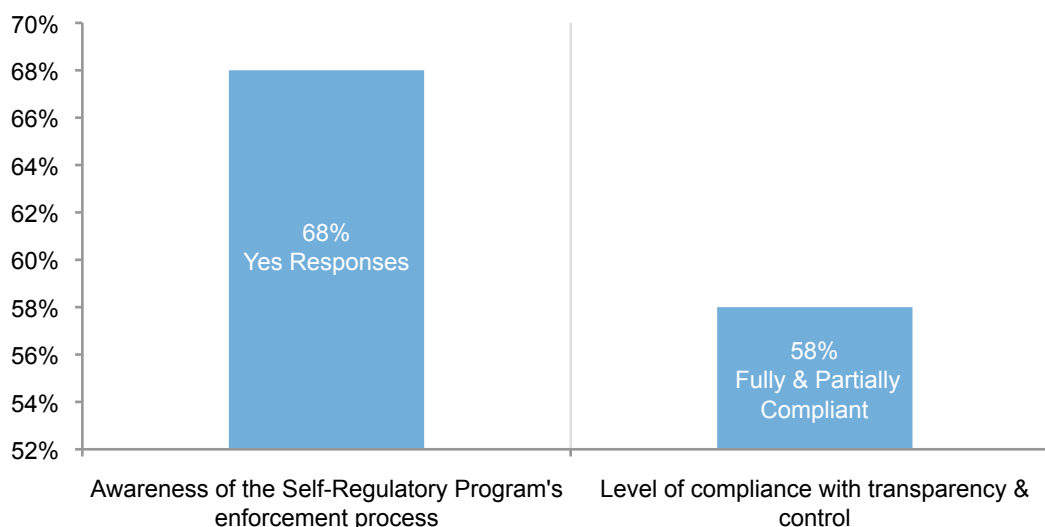 70%
68%
66%
64%
62%
60%
58%
56%
54%
52%
68%
Yes Responses
58%
Fully & Partially
Compliant
Awareness of the Self-Regulatory Program's
enforcement process
Level of compliance with transparency &
control